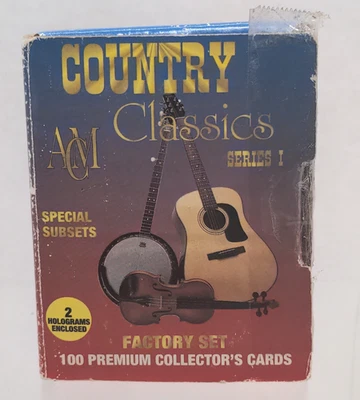 COUNTRY
Classics
ACM
SERIES I
SPECIAL
SUBSETS
2
HOLOGRAMS
ENCLOSED
FACTORY SET
100 PREMIUM COLLECTOR'S CARDS